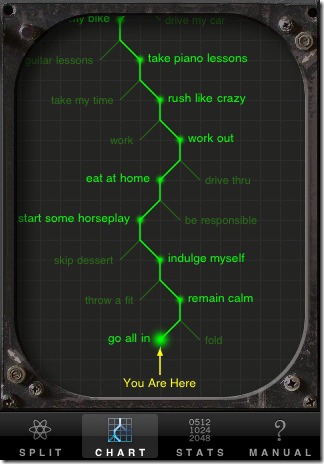 my bike
drive my car
guitar lessons
take piano lessons
take my time
rush like crazy
work
work out
eat at home
drive thru
start some horseplay
be responsible
skip dessert
indulge myself
throw a fit
remain calm
go all in
fold
You Are Here
0512
1024
2048
SPLIT
CHART
STATS
MANUAL